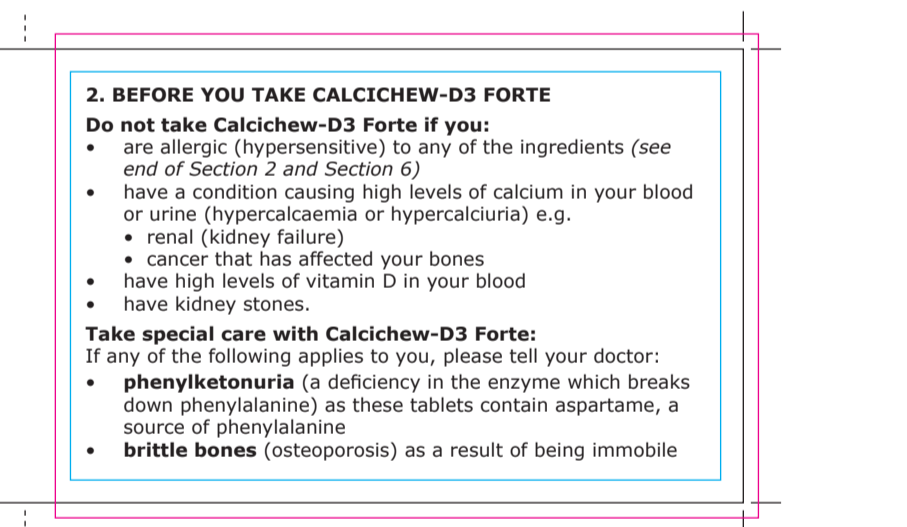 2. BEFORE YOU TAKE CALCICHEW-D3 FORTE
Do not take Calcichew-D3 Forte if you:
• are allergic (hypersensitive) to any of the ingredients (see
end of Section 2 and Section 6)
• have a condition causing high levels of calcium in your blood
or urine (hypercalcaemia or hypercalciuria) e.g.
• renal (kidney failure)
• cancer that has affected your bones
• have high levels of vitamin D in your blood
• have kidney stones.
Take special care with Calcichew-D3 Forte:
If any of the following applies to you, please tell your doctor:
• phenylketonuria (a deficiency in the enzyme which breaks
down phenylalanine) as these tablets contain aspartame, a
source of phenylalanine
• brittle bones (osteoporosis) as a result of being immobile